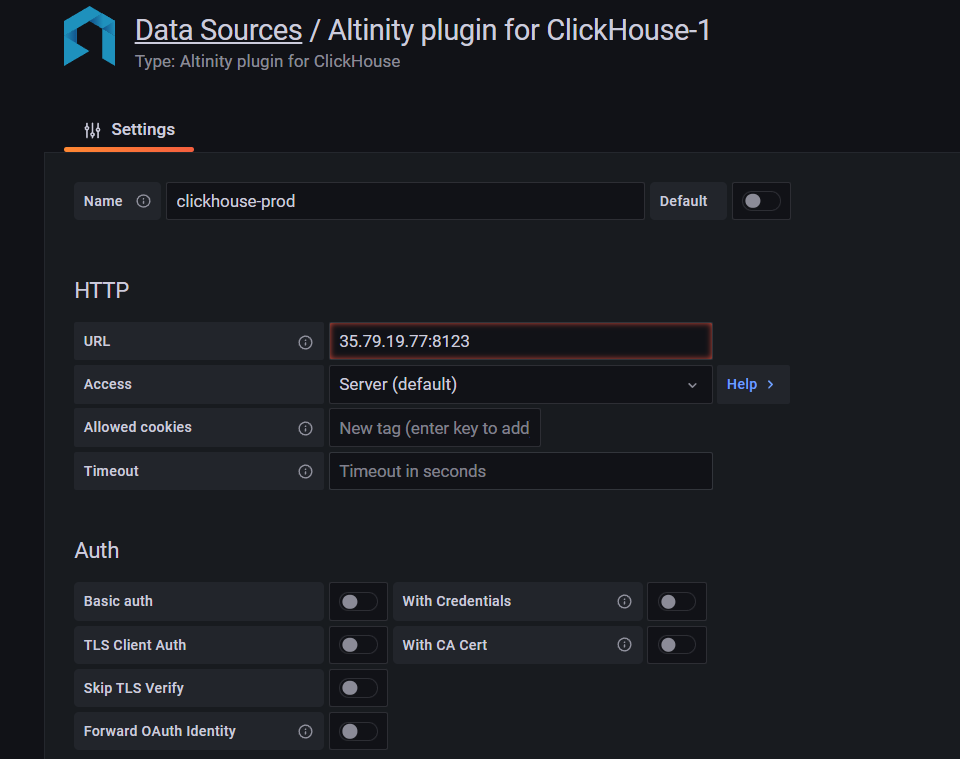 Data Sources / Altinity plugin for ClickHouse-1
Type: Altinity plugin for ClickHouse
Settings
Name clickhouse-prod Default
HTTP
URL 35.79.19.77:8123
Access Server (default) Help
Allowed cookies New tag (enter key to add
Timeout Timeout in seconds
Auth
Basic auth With Credentials
TLS Client Auth With CA Cert
Skip TLS Verify
Forward OAuth Identity